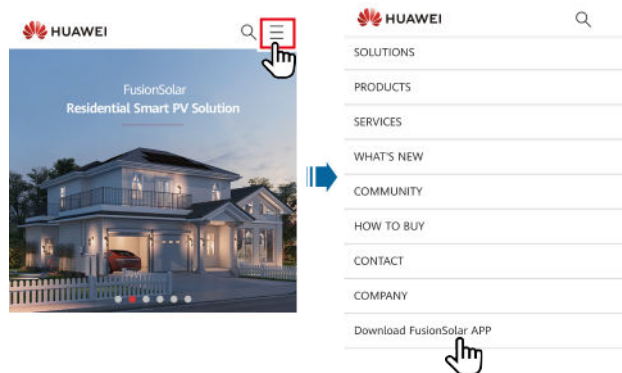 HUAWEI
FusionSolar
Residential Smart PV Solution
HUAWEI
SOLUTIONS
PRODUCTS
SERVICES
WHAT'S NEW
COMMUNITY
HOW TO BUY
CONTACT
COMPANY
Download FusionSolar APP